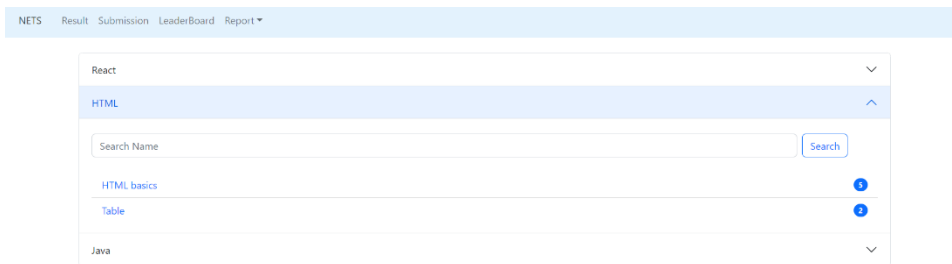 NETS Result Submission LeaderBoard Report
React
HTML
Search Name Search
HTML basics 5
Table 2
Java